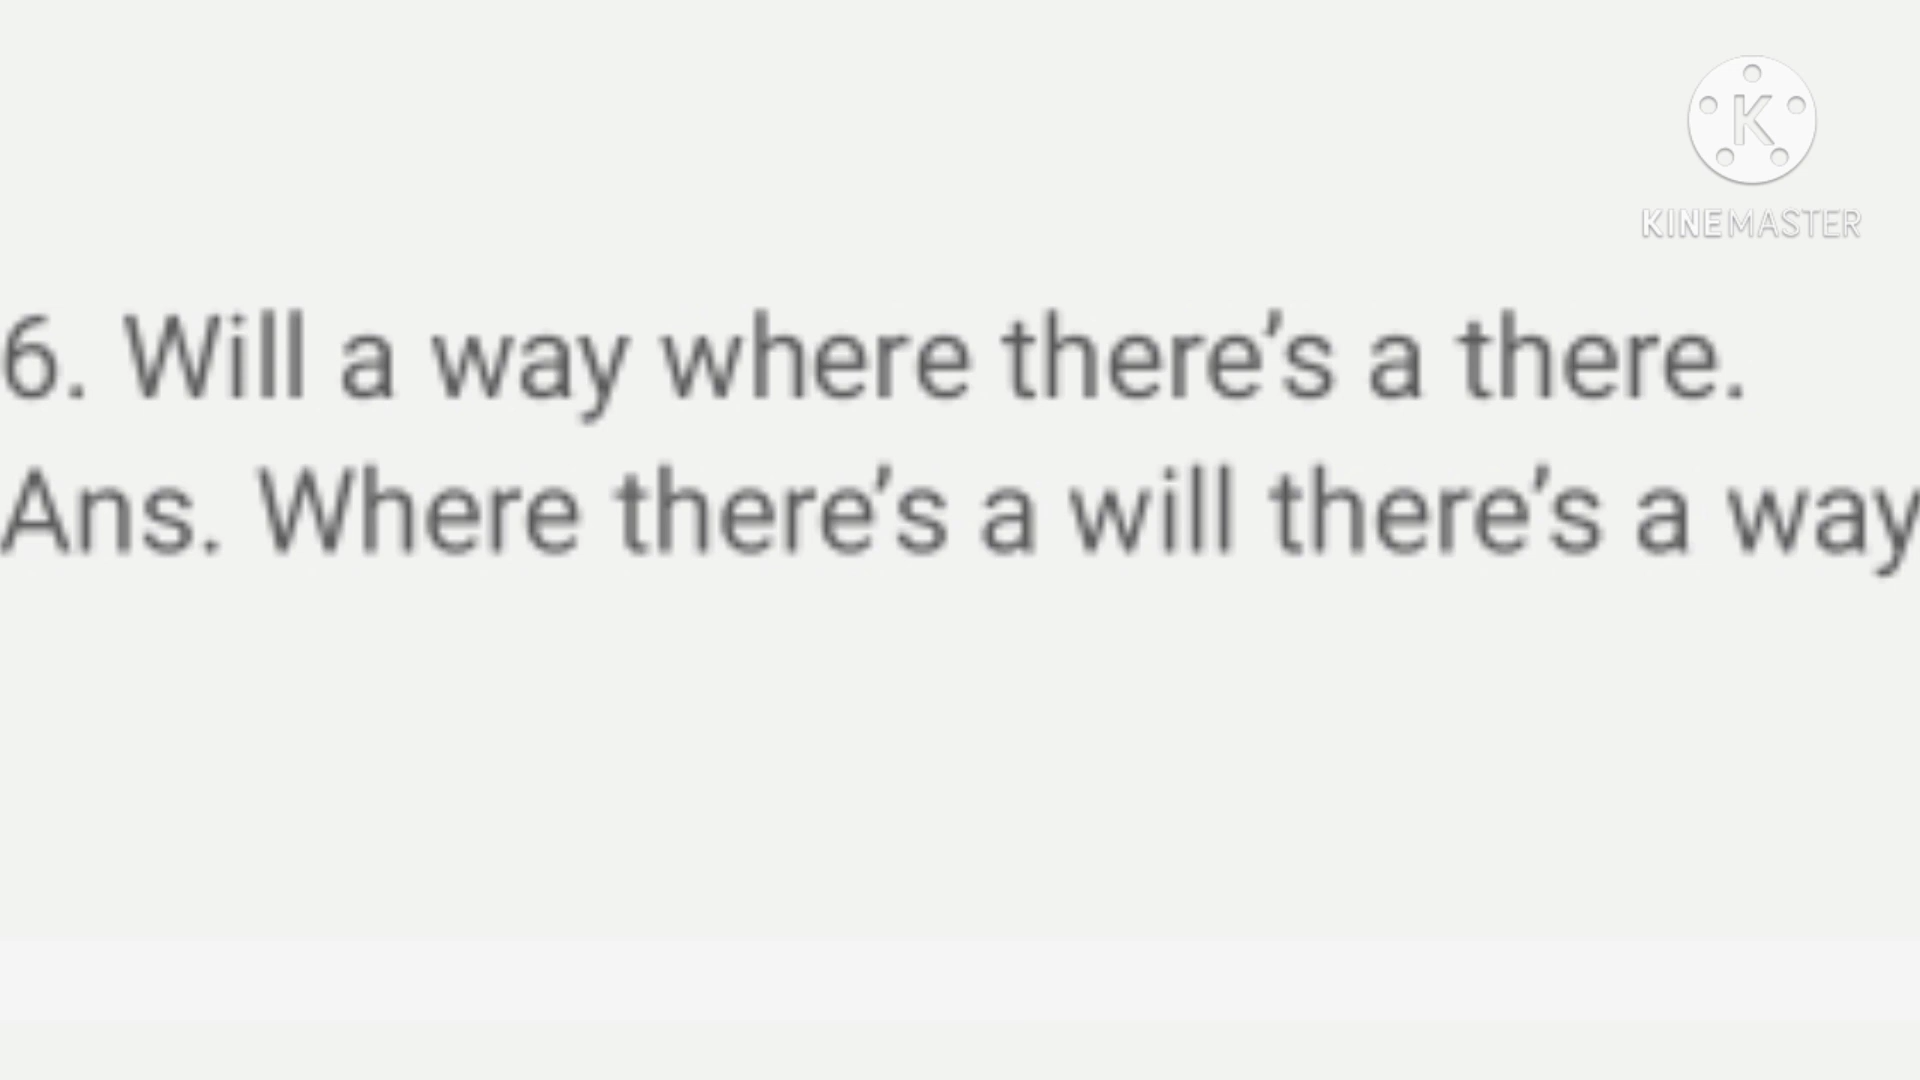 KINEMASTER
6. Will a way where there’s a there.
Ans. Where there’s a will there’s a way